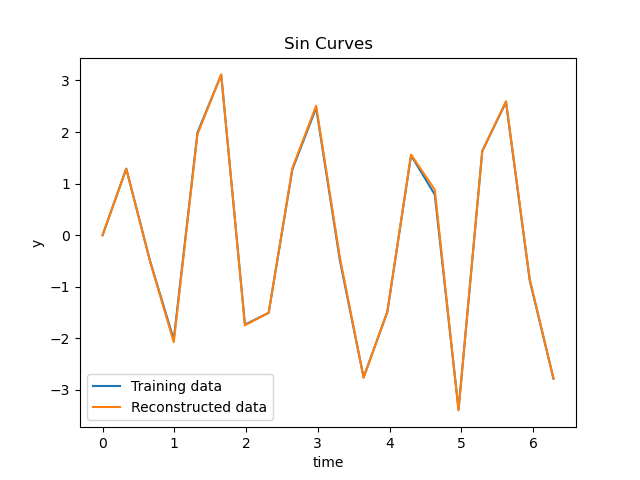 Sin Curves
y
3
2
1
0
−1
−2
−3
Training data
Reconstructed data
0 1 2 3 4 5 6
time